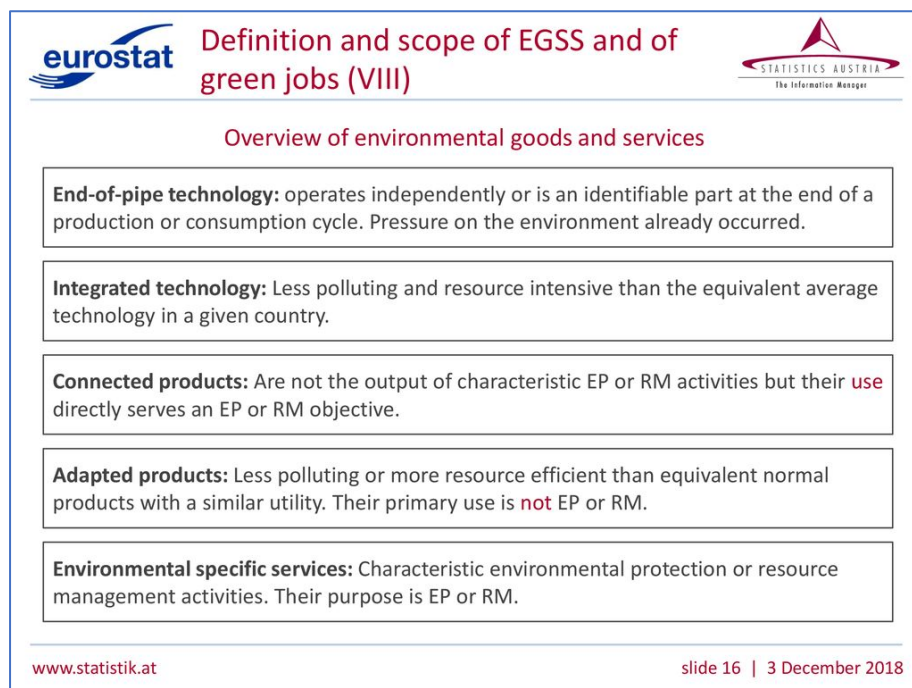 eurostat
Definition and scope of EGSS and of
green jobs (VIII)
STATISTICS AUSTRIA
The Information Manager
Overview of environmental goods and services
End-of-pipe technology: operates independently or is an identifiable part at the end of a
production or consumption cycle. Pressure on the environment already occurred.
Integrated technology: Less polluting and resource intensive than the equivalent average
technology in a given country.
Connected products: Are not the output of characteristic EP or RM activities but their use
directly serves an EP or RM objective.
Adapted products: Less polluting or more resource efficient than equivalent normal
products with a similar utility. Their primary use is not EP or RM.
Environmental specific services: Characteristic environmental protection or resource
management activities. Their purpose is EP or RM.
www.statistik.at
slide 16 | 3 December 2018